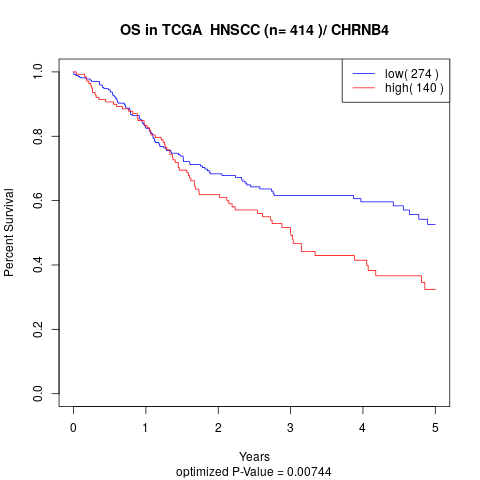 OS in TCGA  HNSCC (n= 414 )/ CHRNB4
low( 274 )
high( 140 )
Percent Survival
1.0
0.8
0.6
0.4
0.2
0.0
0 1 2 3 4 5
Years
optimized P-Value = 0.00744